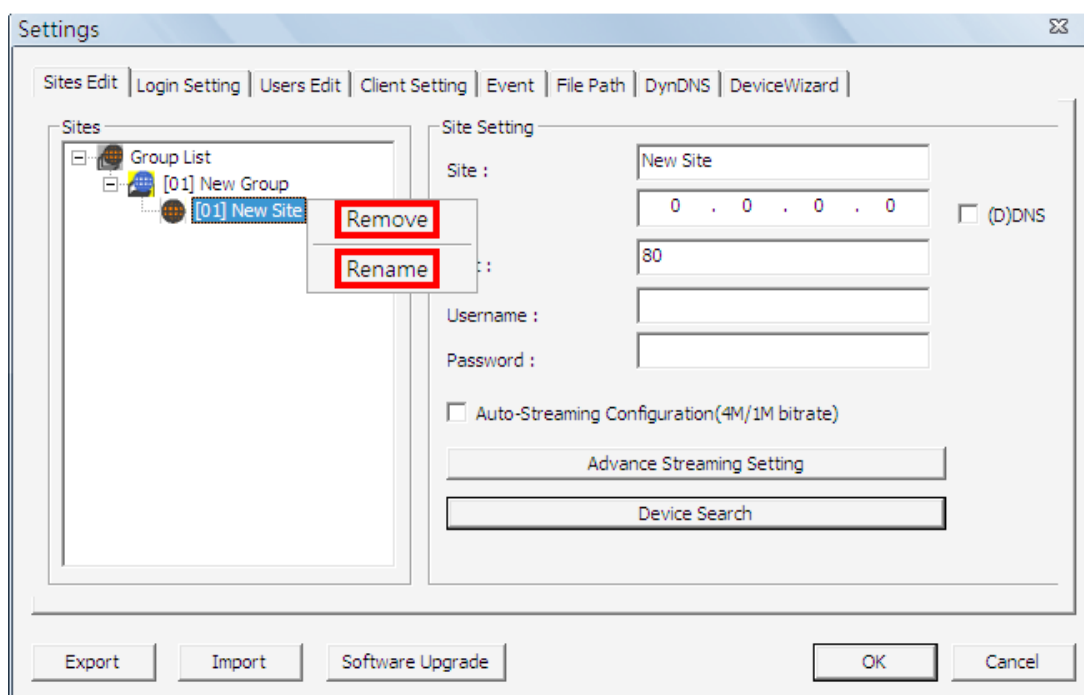 Settings
Sites Edit Login Setting Users Edit Client Setting Event File Path DynDNS DeviceWizard
Sites
Group List
[01] New Group
[01] New Site
Remove
Rename
Site Setting
Site : New Site
0 . 0 . 0 . 0 (D)DNS
: 80
Username :
Password :
Auto-Streaming Configuration(4M/1M bitrate)
Advance Streaming Setting
Device Search
Export Import Software Upgrade OK Cancel